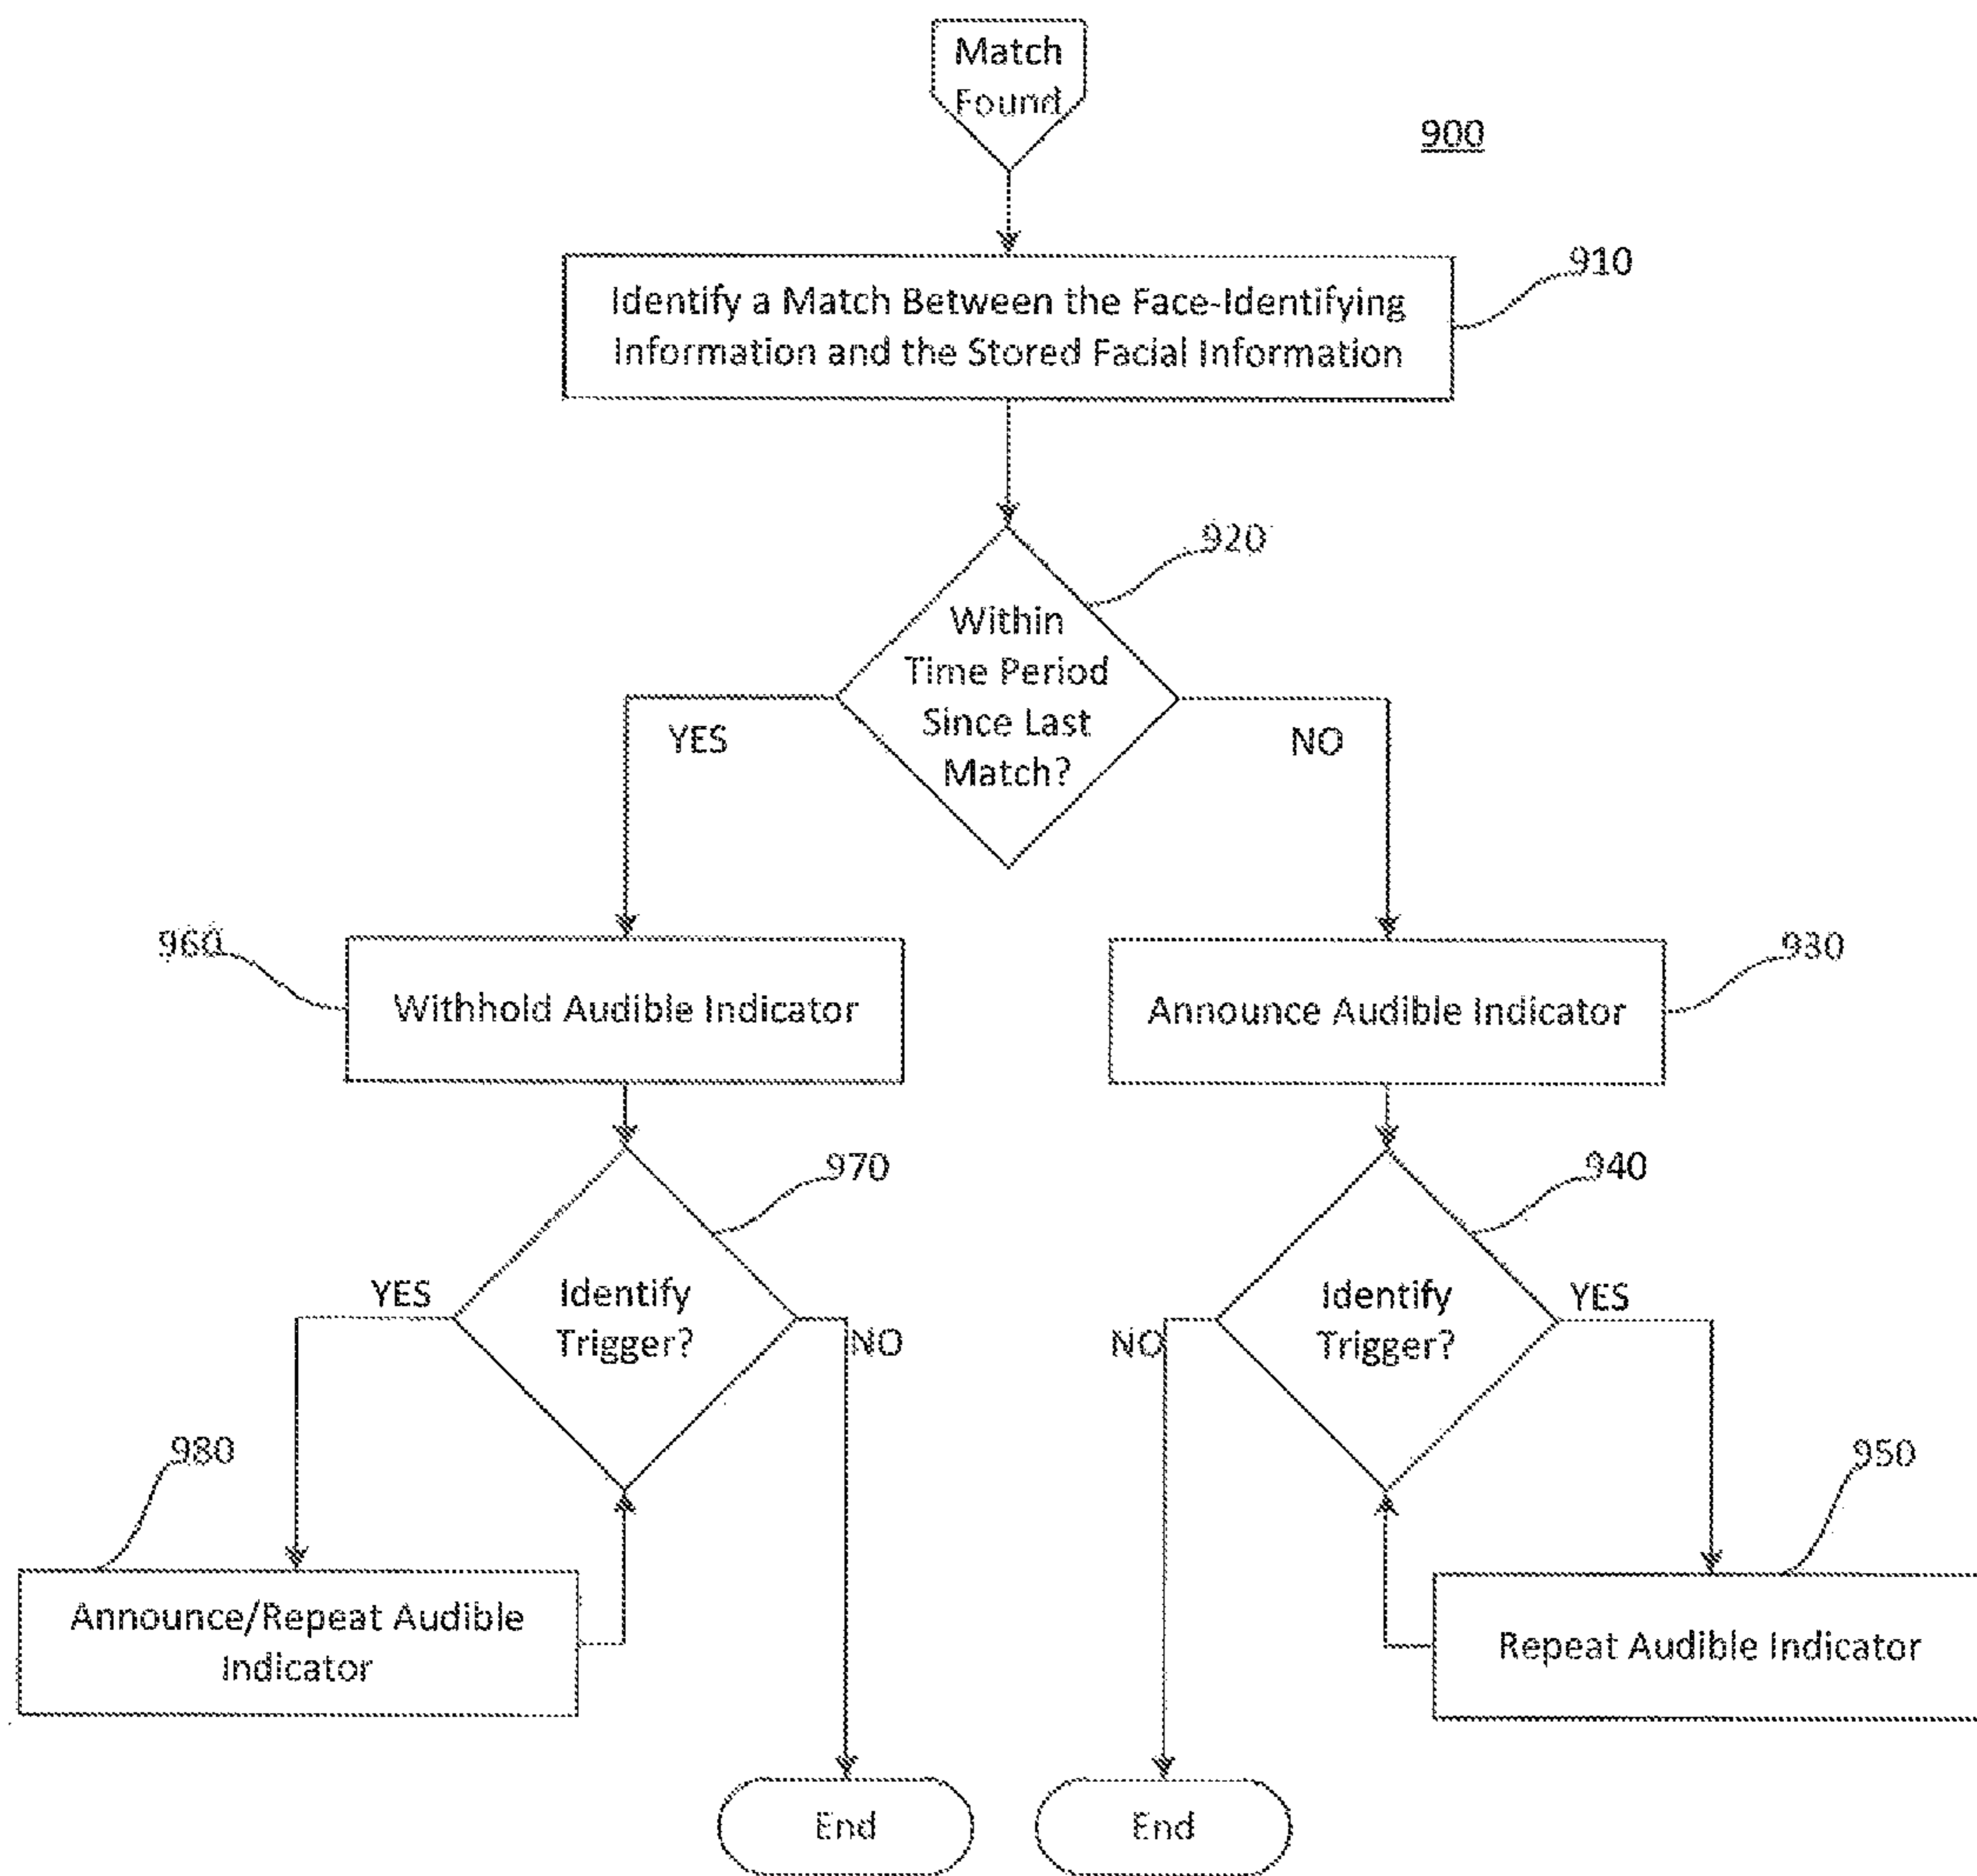 Match
Found
900
910
Identify a Match Between the Face-Identifying
Information and the Stored Facial Information
920
Within
Time Period
Since Last
Match?
YES
NO
960
Withhold Audible Indicator
930
Announce Audible Indicator
970
Identify
Trigger?
YES
NO
940
Identify
Trigger?
NO
YES
980
Announce/Repeat Audible
Indicator
950
Repeat Audible Indicator
End
End